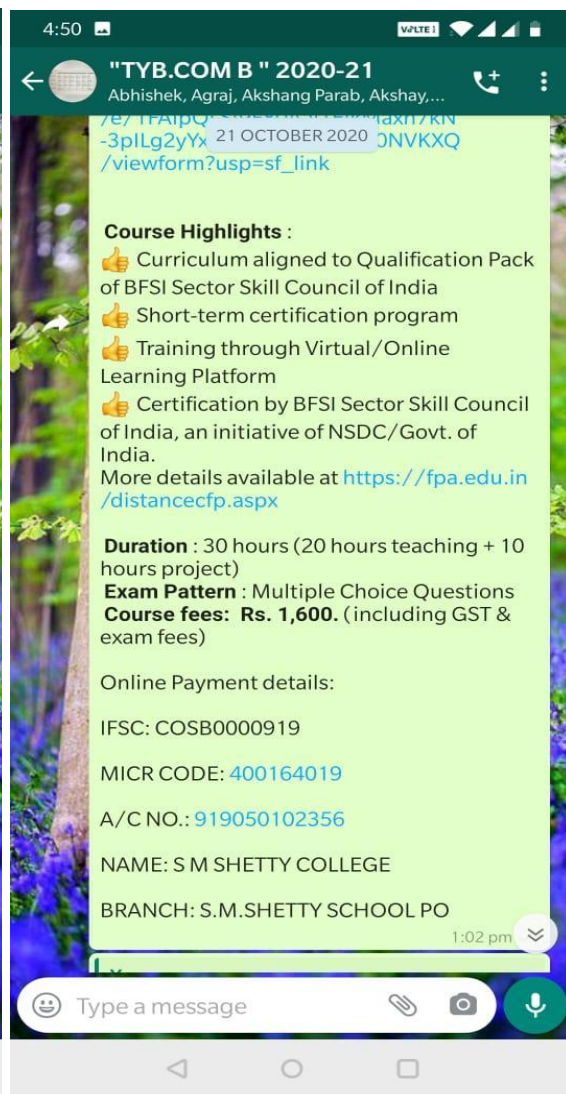 4:50
VoLTE
"TYB.COM B " 2020-21
Abhishek, Agraj, Akshang Parab, Akshay,...
21 OCTOBER 2020
-3pILg2yYx
0NVKXQ
/viewform?usp=sf_link
Course Highlights :
👍 Curriculum aligned to Qualification Pack
of BFSI Sector Skill Council of India
👍 Short-term certification program
👍 Training through Virtual/Online
Learning Platform
👍 Certification by BFSI Sector Skill Council
of India, an initiative of NSDC/Govt. of
India.
More details available at https://fpa.edu.in
/distancecfp.aspx
Duration : 30 hours (20 hours teaching + 10
hours project)
Exam Pattern : Multiple Choice Questions
Course fees: Rs. 1,600. (including GST &
exam fees)
Online Payment details:
IFSC: COSB0000919
MICR CODE: 400164019
A/C NO.: 919050102356
NAME: S M SHETTY COLLEGE
BRANCH: S.M.SHETTY SCHOOL PO
1:02 pm
Type a message